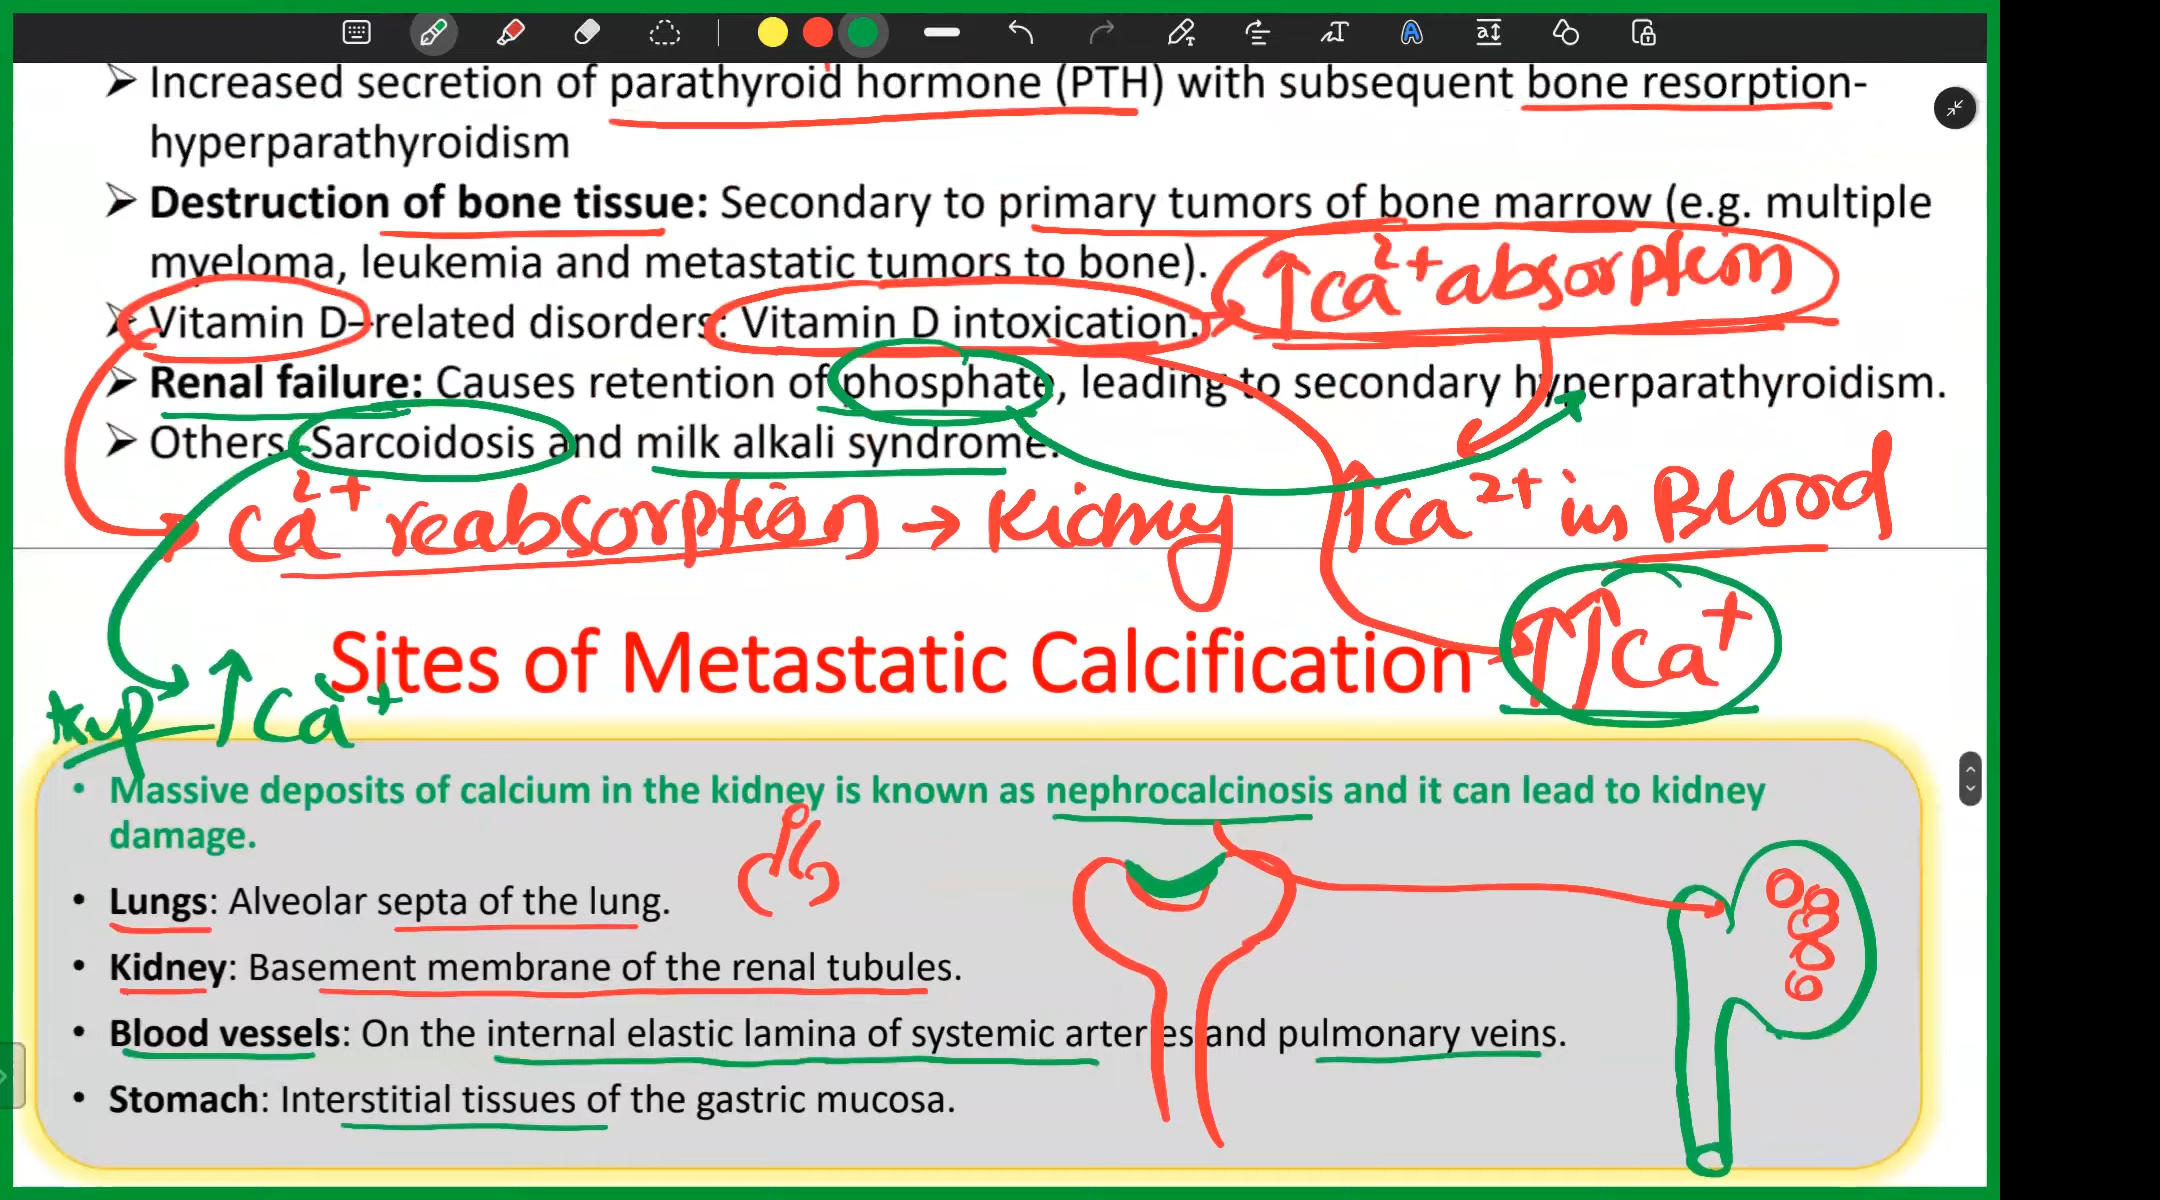 ➢ Increased secretion of parathyroid hormone (PTH) with subsequent bone resorption-
hyperparathyroidism
➢ Destruction of bone tissue: Secondary to primary tumors of bone marrow (e.g. multiple
myeloma, leukemia and metastatic tumors to bone).
↑Ca²⁺ absorption
➢ Vitamin D–related disorders: Vitamin D intoxication.
➢ Renal failure: Causes retention of phosphate, leading to secondary hyperparathyroidism.
➢ Others: Sarcoidosis and milk alkali syndrome.
Ca²⁺ reabsorption → Kidney
↑Ca²⁺ in Blood
Sites of Metastatic Calcification
↑↑Ca⁺
↑Ca⁺
• Massive deposits of calcium in the kidney is known as nephrocalcinosis and it can lead to kidney
damage.
• Lungs: Alveolar septa of the lung.
• Kidney: Basement membrane of the renal tubules.
• Blood vessels: On the internal elastic lamina of systemic arteries and pulmonary veins.
• Stomach: Interstitial tissues of the gastric mucosa.